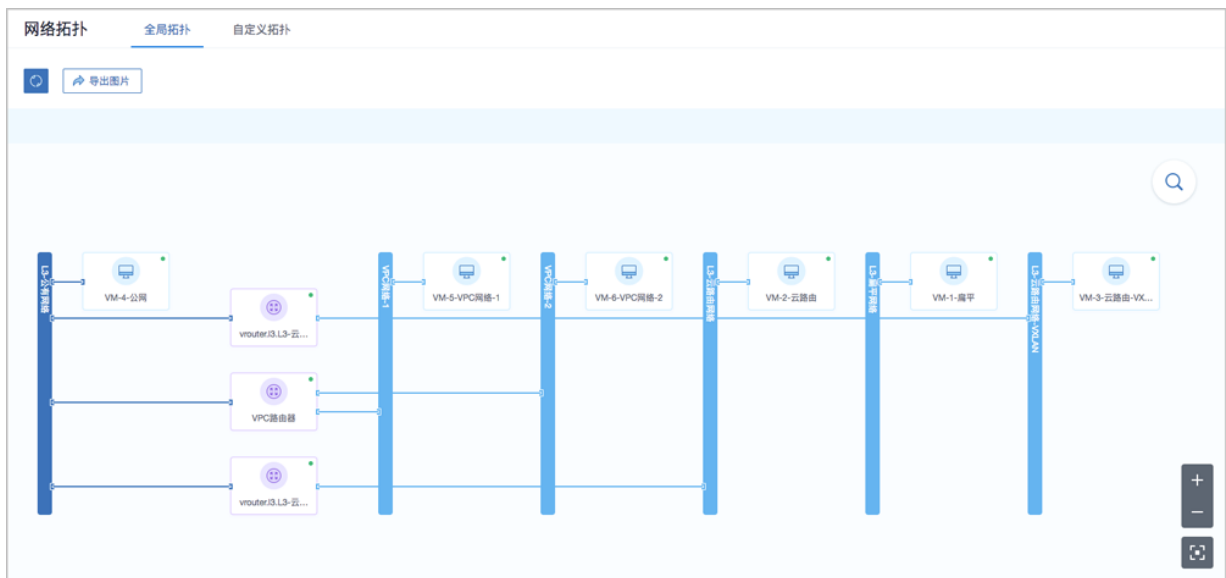 网络拓扑
全局拓扑
自定义拓扑
导出图片
L3-公有网络
VM-4-公网
vrouter.l3.L3-云...
VPC路由器
vrouter.l3.L3-云...
VPC网络-1
VM-5-VPC网络-1
VPC网络-2
VM-6-VPC网络-2
L3-云路由网络
VM-2-云路由
L3-扁平网络
VM-1-扁平
L3-云路由网络-VXLAN
VM-3-云路由-VX...